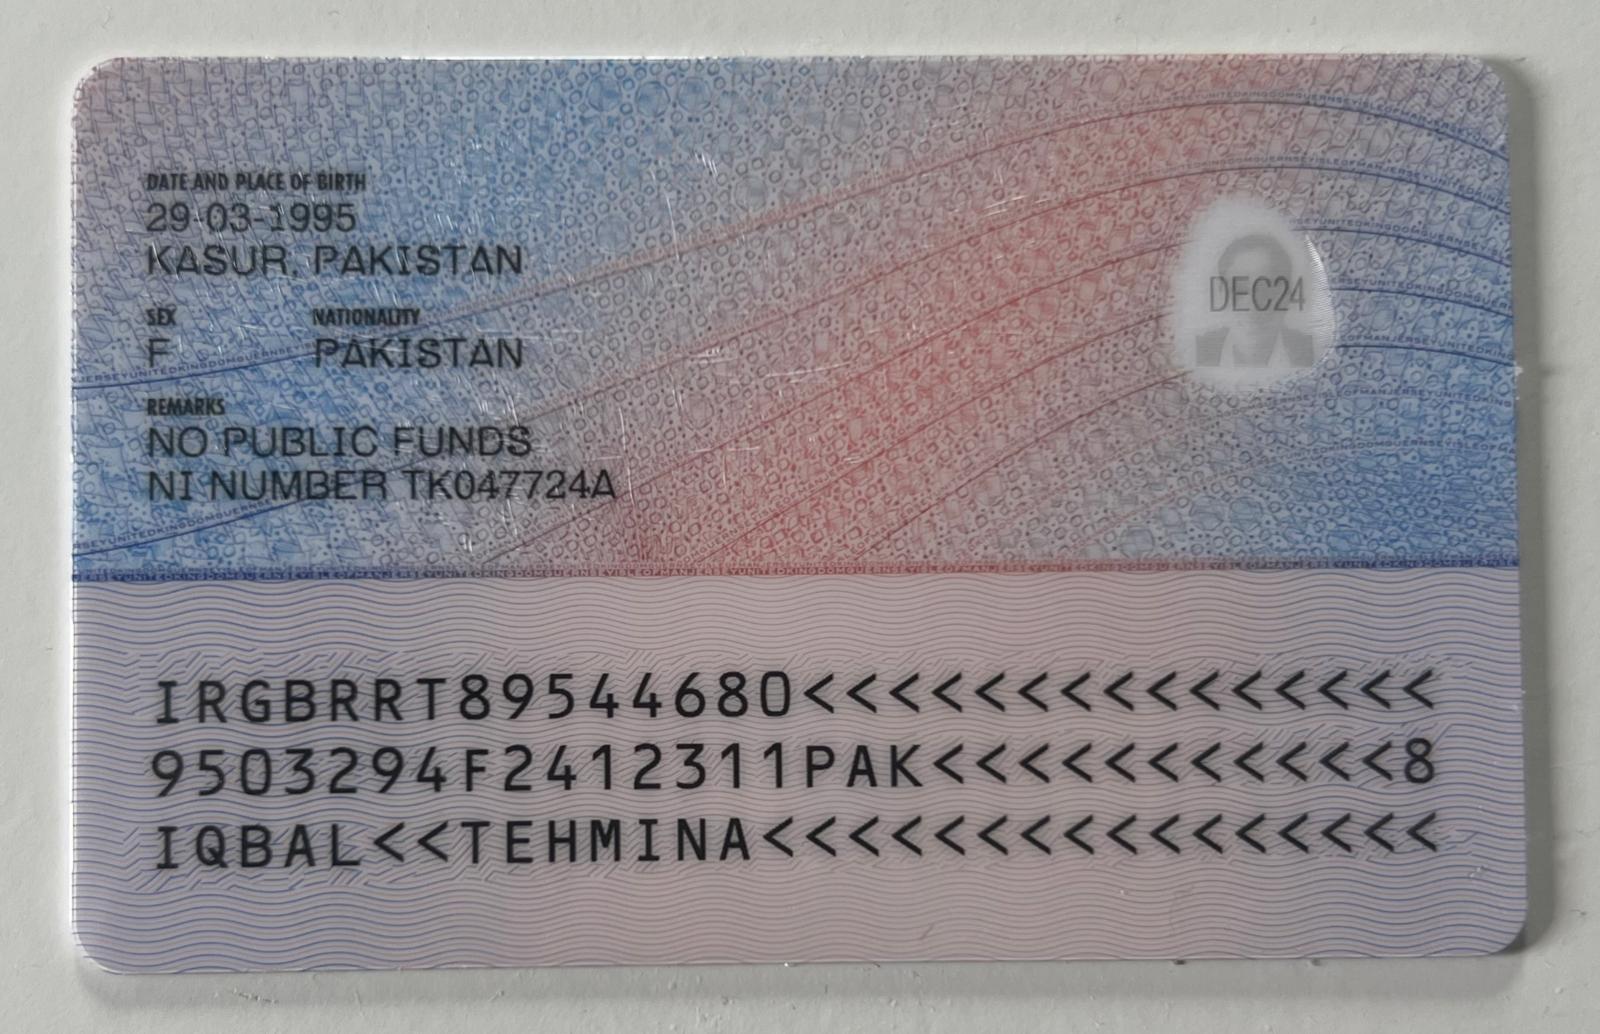 DATE AND PLACE OF BIRTH
29-03-1995
KASUR, PAKISTAN
SEX NATIONALITY
F PAKISTAN
REMARKS
NO PUBLIC FUNDS
NI NUMBER TK047724A
DEC24
IRGBRRT89544680<<<<<<<<<<<<<<<
9503294F2412311PAK<<<<<<<<<<<8
IQBAL<<TEHMINA<<<<<<<<<<<<<<<<